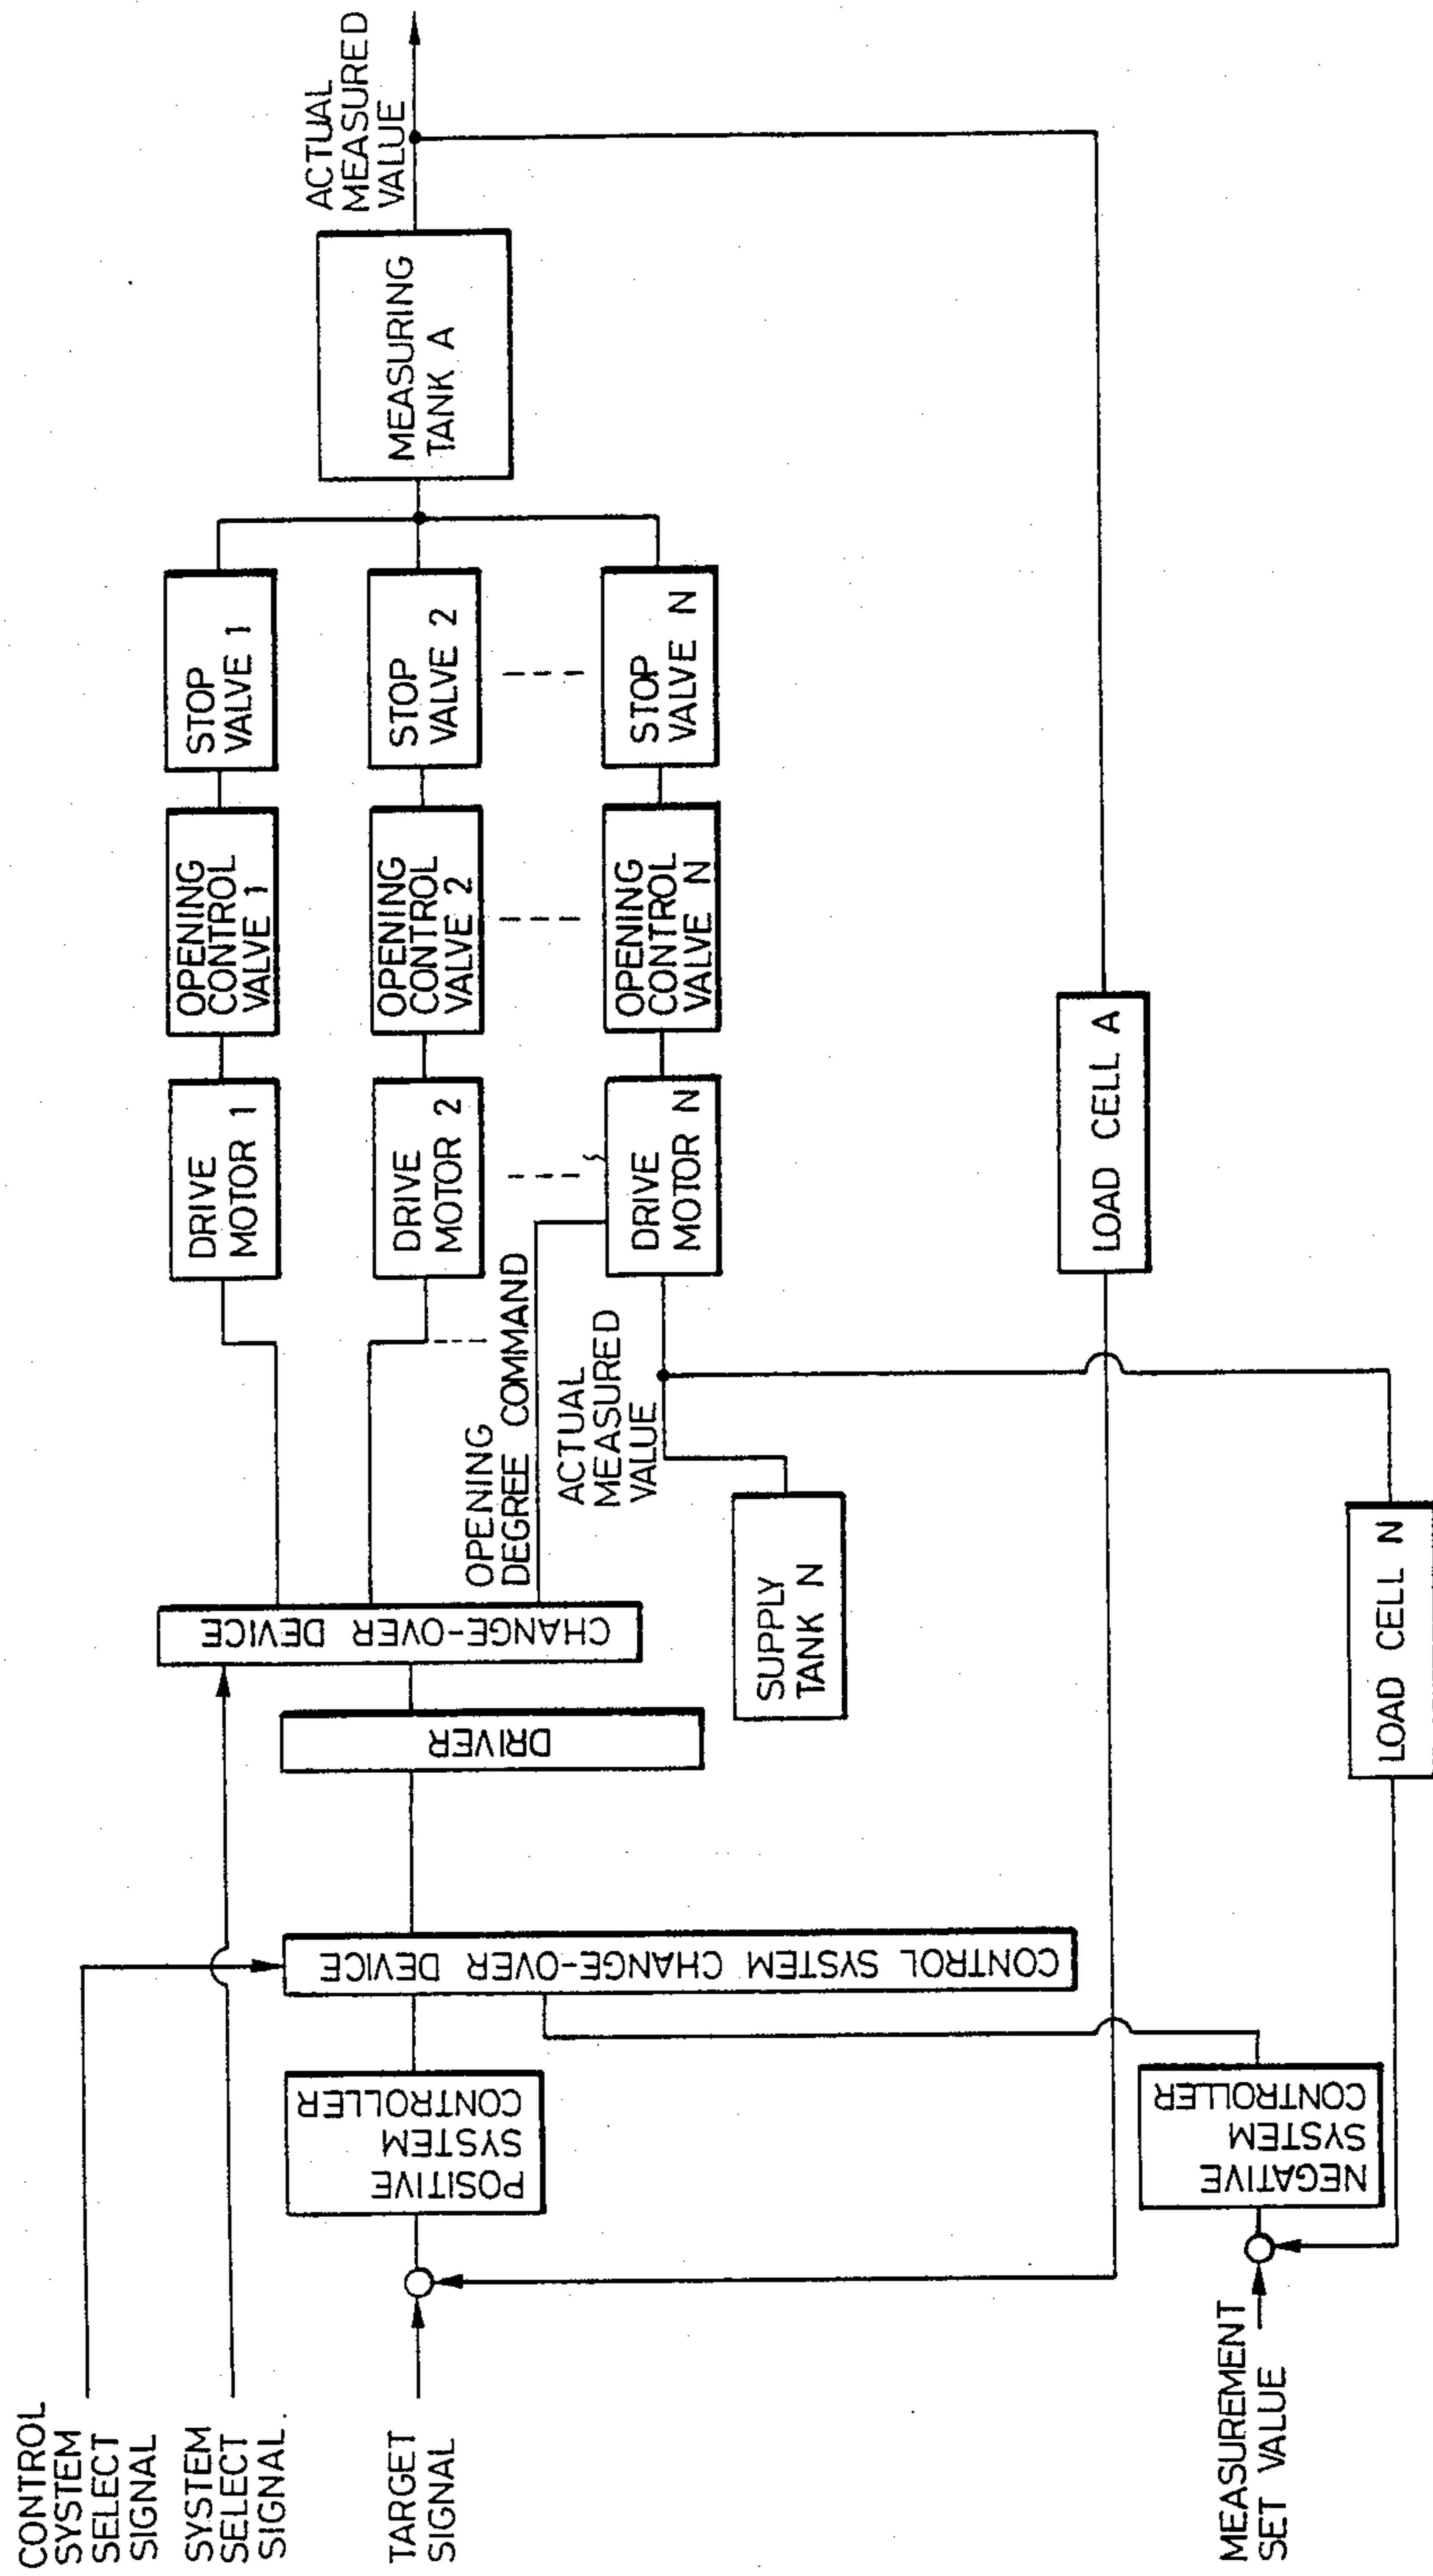 CONTROL
SYSTEM
SELECT
SIGNAL
SYSTEM
SELECT
SIGNAL.
TARGET
SIGNAL
MEASUREMENT
SET VALUE
POSITIVE
SYSTEM
CONTROLLER
NEGATIVE
SYSTEM
CONTROLLER
CONTROL SYSTEM CHANGE-OVER DEVICE
DRIVER
CHANGE-OVER DEVICE
OPENING
DEGREE COMMAND
ACTUAL
MEASURED
VALUE
SUPPLY
TANK N
LOAD CELL N
LOAD CELL A
DRIVE
MOTOR 1
DRIVE
MOTOR 2
DRIVE
MOTOR N
OPENING
CONTROL
VALVE 1
OPENING
CONTROL
VALVE 2
OPENING
CONTROL
VALVE N
STOP
VALVE 1
STOP
VALVE 2
STOP
VALVE N
MEASURING
TANK A
ACTUAL
MEASURED
VALUE